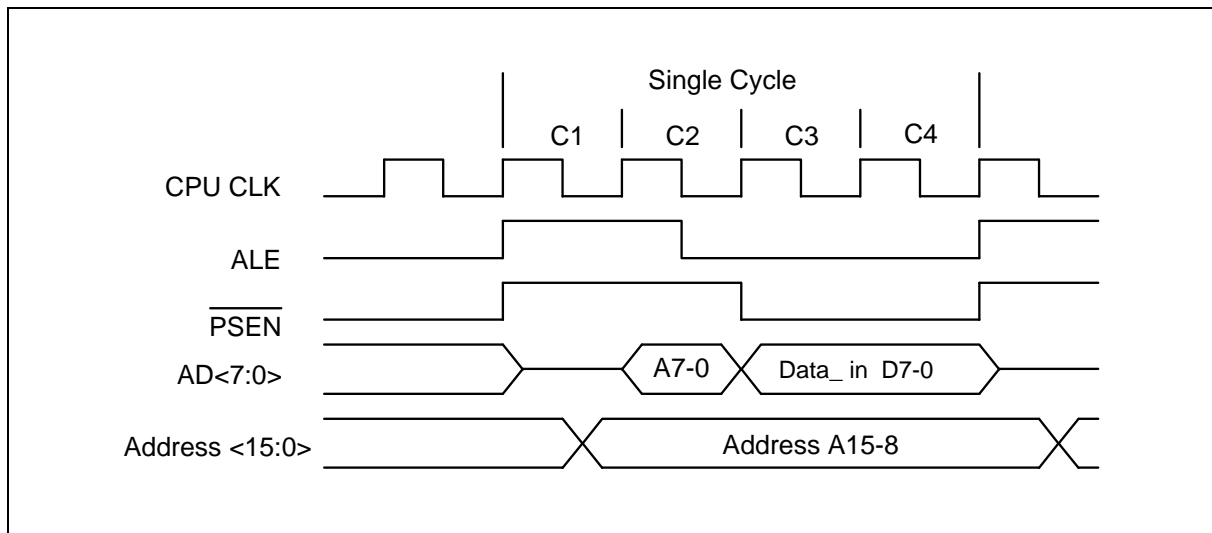 Single Cycle
C1 C2 C3 C4
CPU CLK
ALE
PSEN
AD<7:0> A7-0 Data_ in D7-0
Address <15:0> Address A15-8